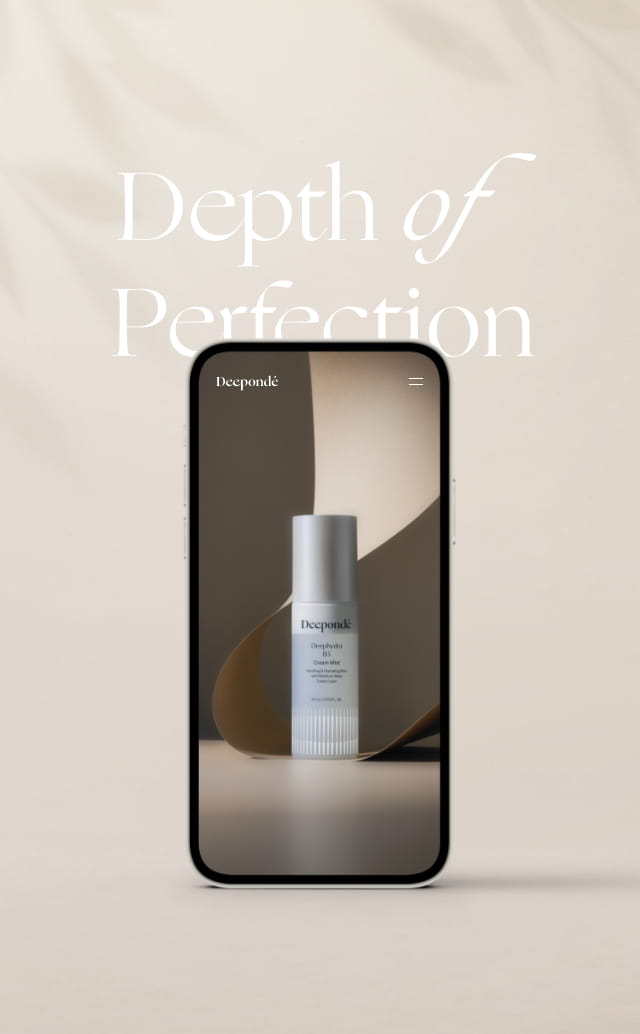 Depth of
Perfection
Deepondé
Deepondé
Deephydra
B5
Cream Mist